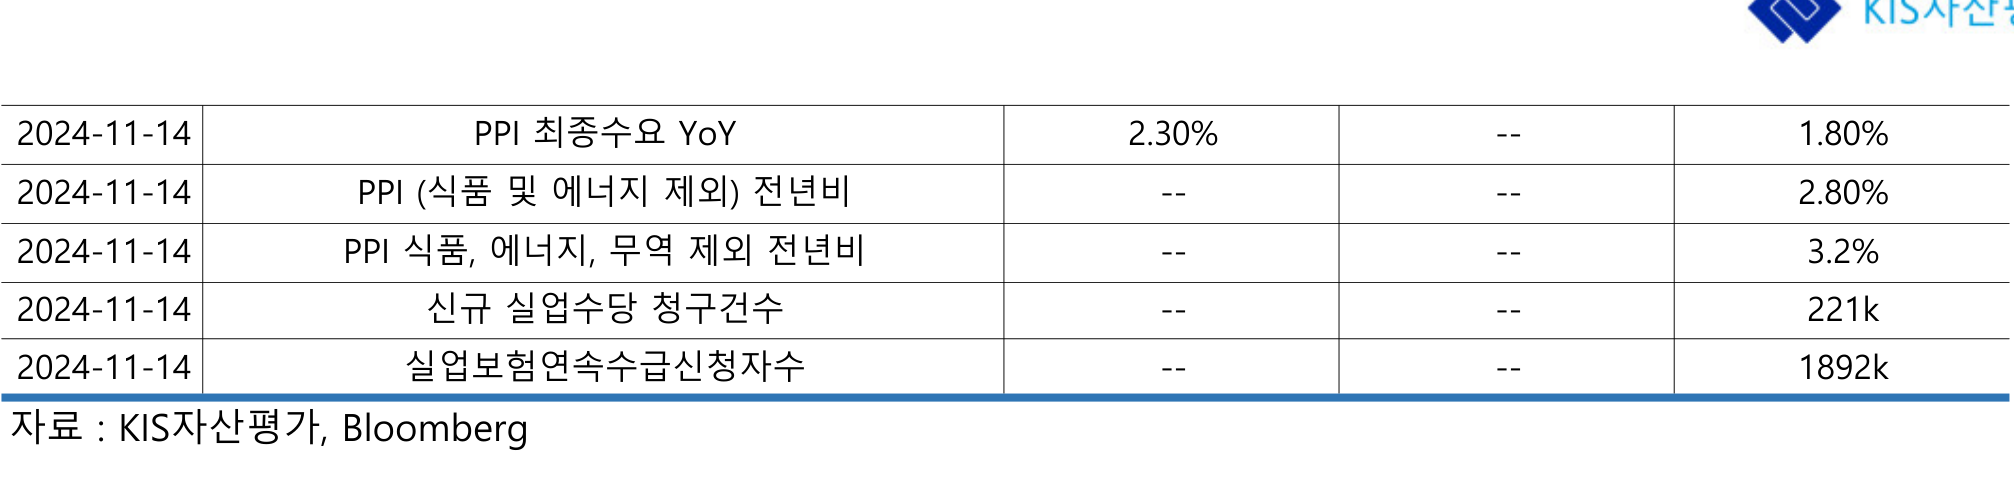 KIS자산
2024-11-14 PPI 최종수요 YoY 2.30% -- 1.80%
2024-11-14 PPI (식품 및 에너지 제외) 전년비 -- -- 2.80%
2024-11-14 PPI 식품, 에너지, 무역 제외 전년비 -- -- 3.2%
2024-11-14 신규 실업수당 청구건수 -- -- 221k
2024-11-14 실업보험연속수급신청자수 -- -- 1892k
자료 : KIS자산평가, Bloomberg